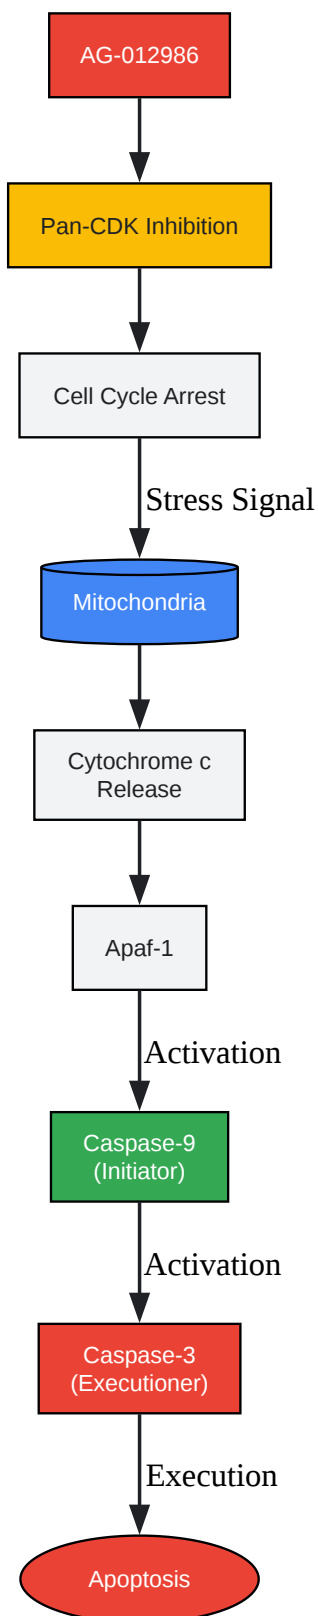 AG-012986
Pan-CDK Inhibition
Cell Cycle Arrest
Stress Signal
Mitochondria
Cytochrome c
Release
Apaf-1
Activation
Caspase-9
(Initiator)
Activation
Caspase-3
(Executioner)
Execution
Apoptosis